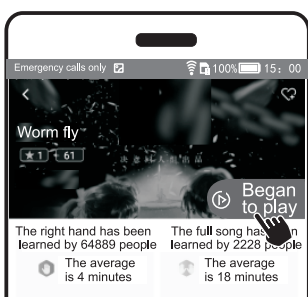 Emergency calls only 100% 15: 00
Worm fly
★1 61
Began
to play
The right hand has been
learned by 64889 people
The full song has
learned by 2228 people
The average
is 4 minutes
The average
is 18 minutes